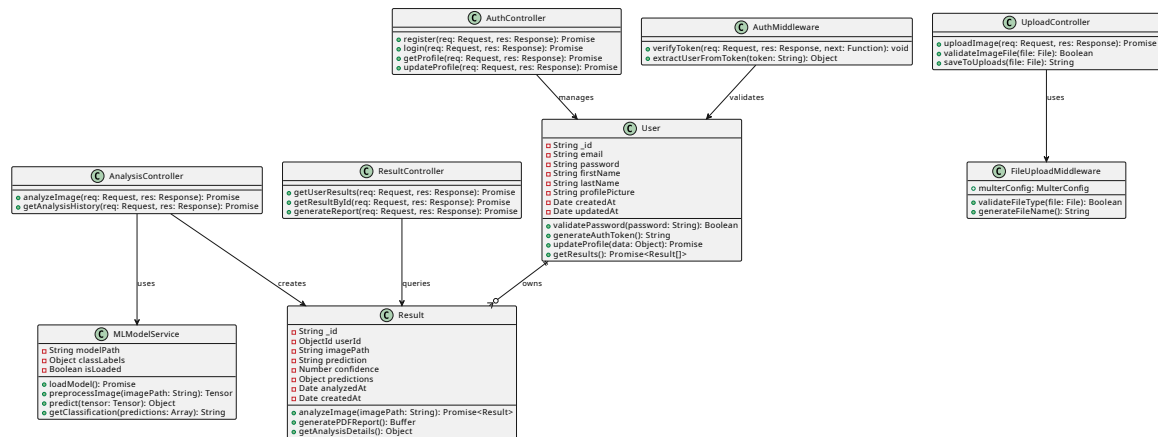 C AuthController
register(req: Request, res: Response): Promise
login(req: Request, res: Response): Promise
getProfile(req: Request, res: Response): Promise
updateProfile(req: Request, res: Response): Promise
C AuthMiddleware
verifyToken(req: Request, res: Response, next: Function): void
extractUserFromToken(token: String): Object
C UploadController
uploadImage(req: Request, res: Response): Promise
validateImageFile(file: File): Boolean
saveToUploads(file: File): String
manages
validates
uses
C User
String _id
String email
String password
String firstName
String lastName
String profilePicture
Date createdAt
Date updatedAt
validatePassword(password: String): Boolean
generateAuthToken(): String
updateProfile(data: Object): Promise
getResults(): Promise<Result[]>
C AnalysisController
analyzeImage(req: Request, res: Response): Promise
getAnalysisHistory(req: Request, res: Response): Promise
C ResultController
getUserResults(req: Request, res: Response): Promise
getResultById(req: Request, res: Response): Promise
generateReport(req: Request, res: Response): Promise
C FileUploadMiddleware
multerConfig: MulterConfig
validateFileType(file: File): Boolean
generateFileName(): String
uses
creates
queries
owns
C MLModelService
String modelPath
Object classLabels
Boolean isLoaded
loadModel(): Promise
preprocessImage(imagePath: String): Tensor
predict(tensor: Tensor): Object
getClassification(predictions: Array): String
C Result
String _id
ObjectId userId
String imagePath
String prediction
Number confidence
Object predictions
Date analyzedAt
Date createdAt
analyzeImage(imagePath: String): Promise<Result>
generatePDFReport(): Buffer
getAnalysisDetails(): Object